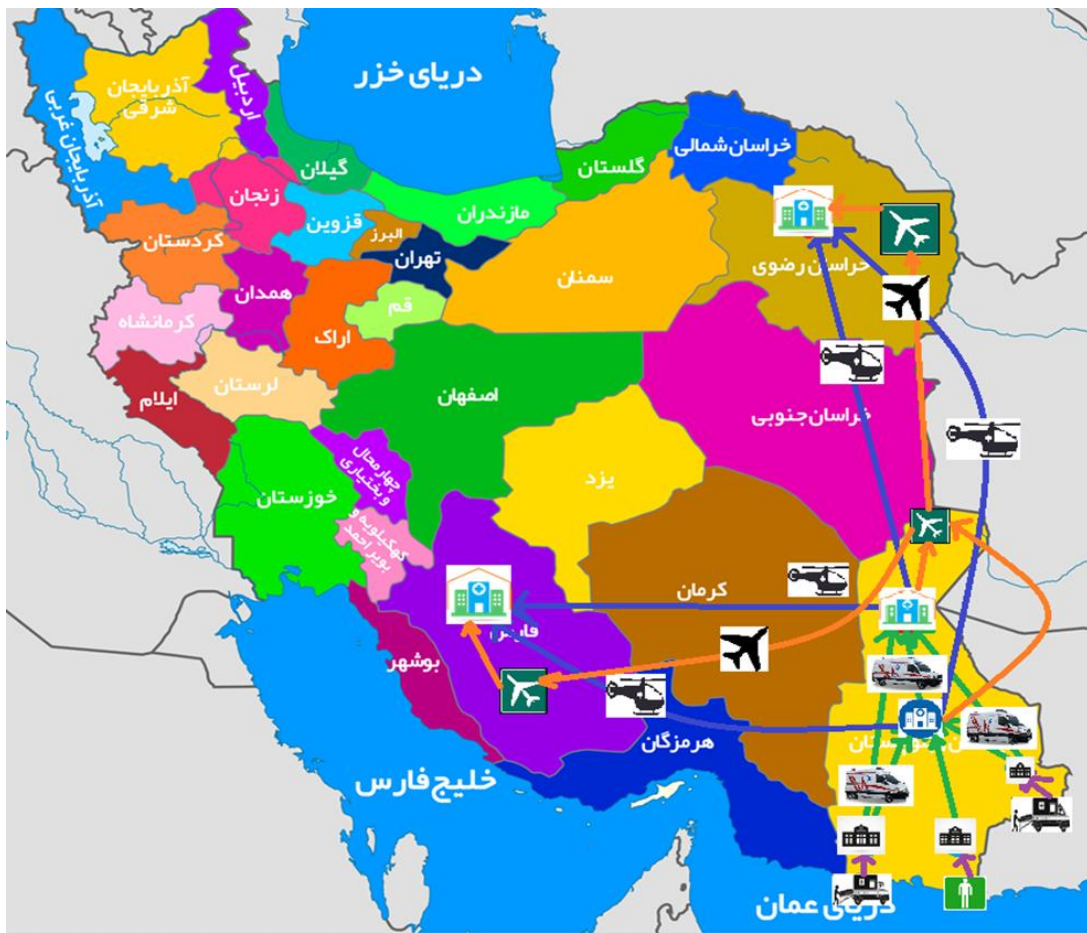 دریای خزر
آذربایجان
شرقی
اردبیل
آذربایجان غربی
گیلان
زنجان
کردستان
قزوین
البرز
مازندران
تهران
گلستان
خراسان شمالی
خراسان رضوی
سمنان
همدان
قم
کرمانشاه
اراک
لرستان
ایلام
اصفهان
خراسان جنوبی
یزد
چهارمحال
و بختیاری
خوزستان
کهگیلویه و
بویر احمد
کرمان
فارس
بوشهر
هرمزگان
خلیج فارس
دریای عمان